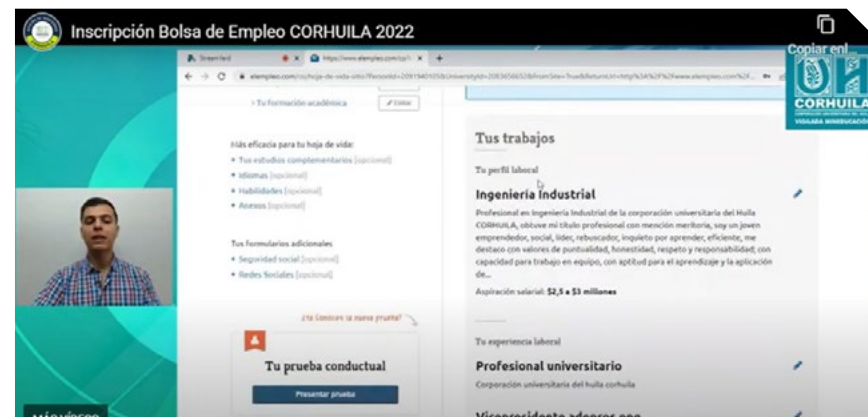 Inscripción Bolsa de Empleo CORHUILA 2022
Copiar enl...
CORHUILA
VIGILADA MINEDUCACIÓN
StreamYard
Tu formación académica
Editar
Más eficacia para tu hoja de vida:
Tus estudios complementarios (opcional)
Idiomas (opcional)
Habilidades (opcional)
Anexos (opcional)
Tus formularios adicionales
Seguridad social (opcional)
Redes Sociales (opcional)
¿Ya conoces la nueva prueba?
Tu prueba conductual
Presentar prueba
Tus trabajos
Tu perfil laboral
Ingeniería Industrial
Profesional en Ingeniería Industrial de la corporación universitaria del Huila
CORHUILA, obtuve mi título profesional con mención meritoria, soy un joven
emprendedor, social, líder, rebuscador, inquieto por aprender, eficiente, me
destaco con valores de puntualidad, honestidad, respeto y responsabilidad; con
capacidad para trabajo en equipo, con aptitud para el aprendizaje y la aplicación
de...
Aspiración salarial: $2,5 a $3 millones
Tu experiencia laboral
Profesional universitario
Corporación universitaria del huila corhuila
MÁS VÍDEOS